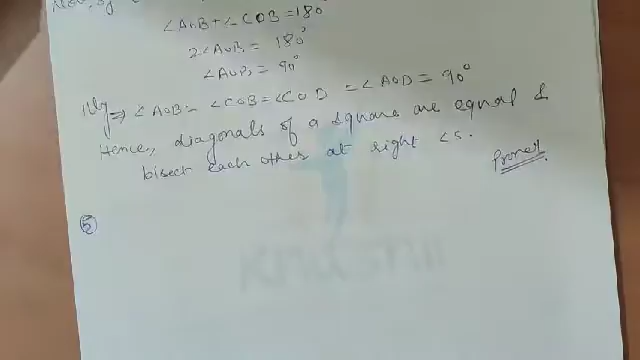 ∠AOB + ∠COB = 180°
2∠AOB = 180°
∠AOB = 90°
|||ly ⇒ ∠AOB = ∠COB = ∠COD = ∠AOD = 90°
Hence, diagonals of a square are equal &
bisect each other at right ∠s.
Proved
5